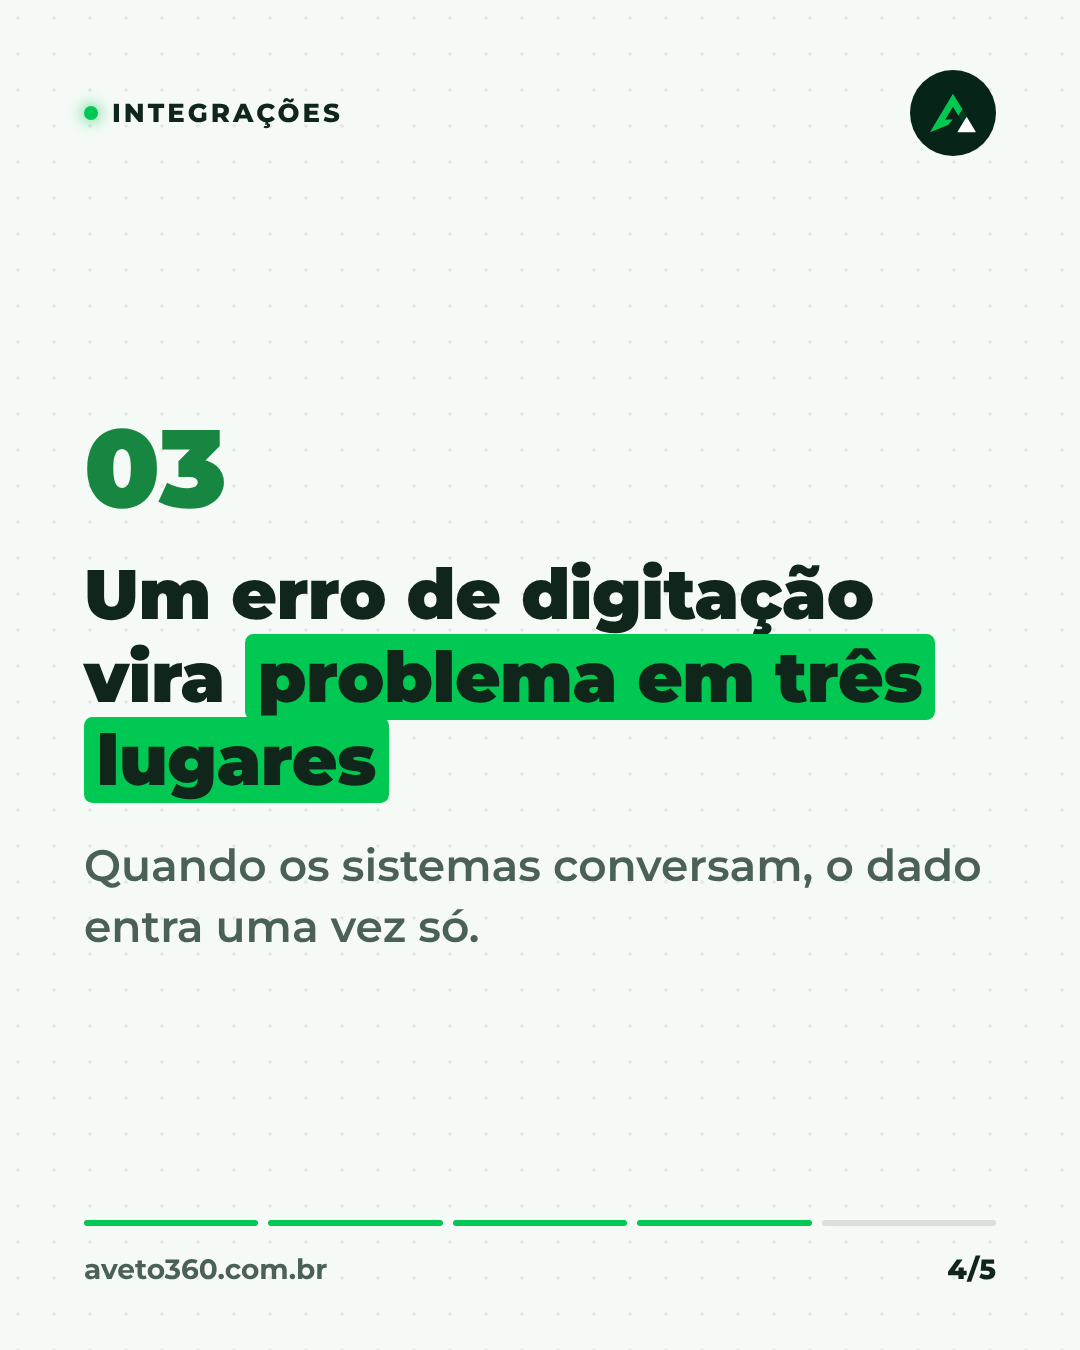 INTEGRAÇÕES
03
Um erro de digitação
vira problema em três
lugares
Quando os sistemas conversam, o dado
entra uma vez só.
aveto360.com.br
4/5